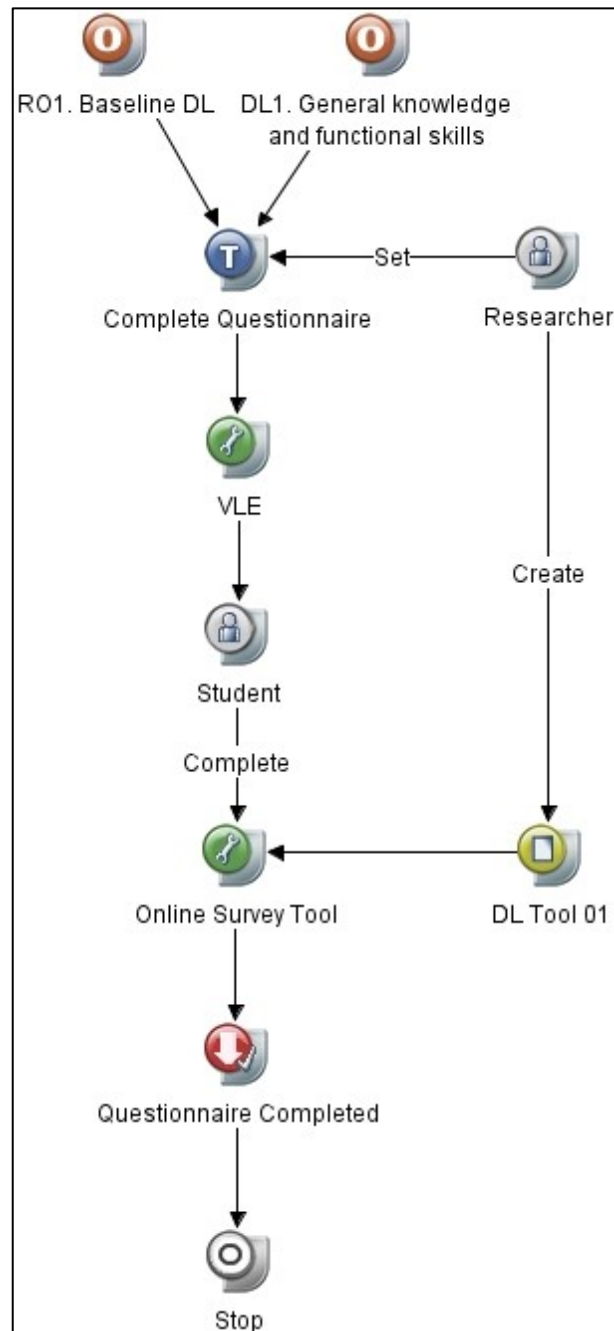 O
O
RO1. Baseline DL
DL1. General knowledge
and functional skills
T
Set
Complete Questionnaire
Researcher
VLE
Create
Student
Complete
Online Survey Tool
DL Tool 01
Questionnaire Completed
Stop